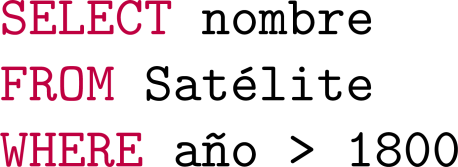 SELECT nombre
FROM Satélite
WHERE año > 1800